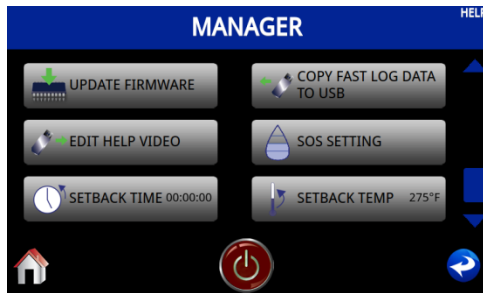 MANAGER
HELP
UPDATE FIRMWARE
COPY FAST LOG DATA
TO USB
EDIT HELP VIDEO
SOS SETTING
SETBACK TIME 00:00:00
SETBACK TEMP 275°F